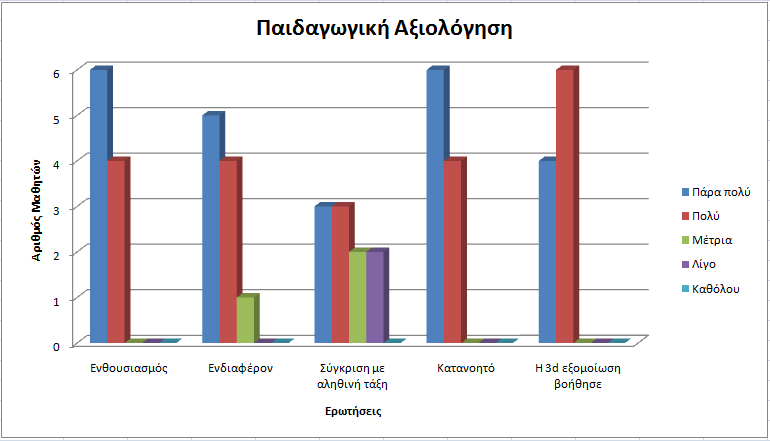 Παιδαγωγική Αξιολόγηση
6
5
4
3
2
1
0
Αριθμός Μαθητών
Ενθουσιασμός
Ενδιαφέρον
Σύγκριση με
αληθινή τάξη
Κατανοητό
Η 3d εξομοίωση
βοήθησε
Ερωτήσεις
Πάρα πολύ
Πολύ
Μέτρια
Λίγο
Καθόλου